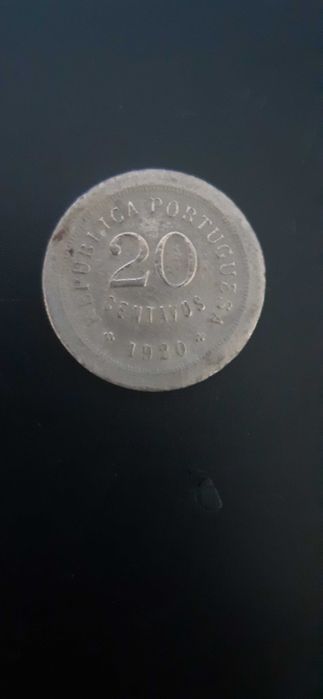 REPUBLICA PORTUGUESA
20
CENTAVOS
* 1920 *